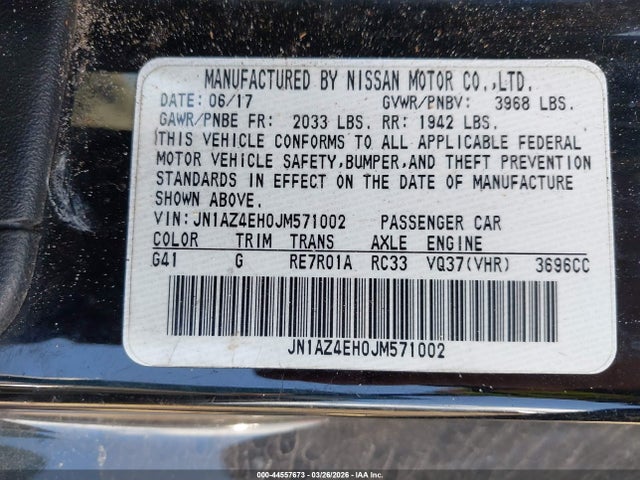 MANUFACTURED BY NISSAN MOTOR CO.,LTD.
DATE: 06/17 GVWR/PNBV: 3968 LBS.
GAWR/PNBE FR: 2033 LBS. RR: 1942 LBS.
THIS VEHICLE CONFORMS TO ALL APPLICABLE FEDERAL
MOTOR VEHICLE SAFETY,BUMPER,AND THEFT PREVENTION
STANDARDS IN EFFECT ON THE DATE OF MANUFACTURE
SHOWN ABOVE.
VIN: JN1AZ4EH0JM571002 PASSENGER CAR
COLOR TRIM TRANS AXLE ENGINE
G41 G RE7R01A RC33 VQ37(VHR) 3696CC
JN1AZ4EH0JM571002
000-44557673 | 03/26/2026 | IAA, Inc.